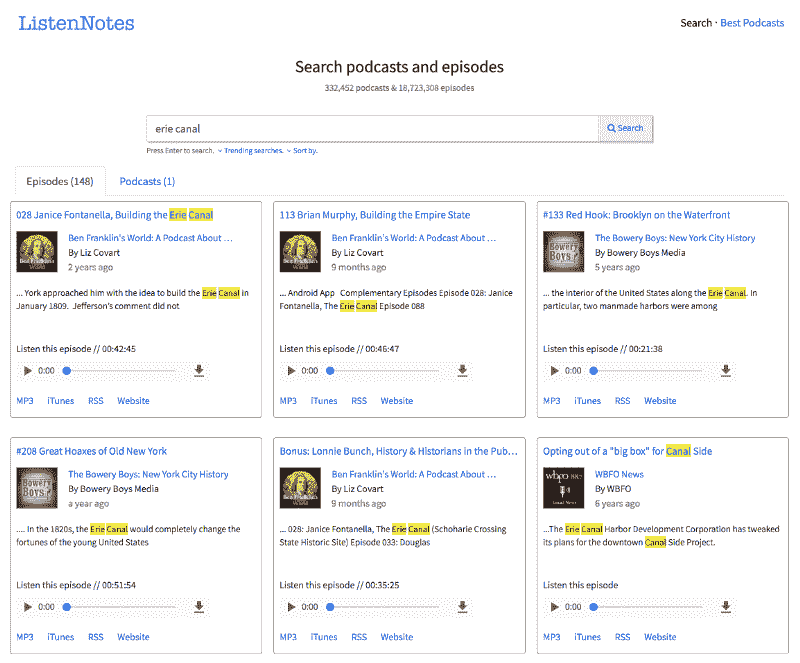 ListenNotes
Search · Best Podcasts
Search podcasts and episodes
332,452 podcasts & 18,723,308 episodes
erie canal
Search
Press Enter to search. Trending searches. Sort by.
Episodes (148)
Podcasts (1)
028 Janice Fontanella, Building the Erie Canal
Ben Franklin's World: A Podcast About ...
By Liz Covart
2 years ago
... York approached him with the idea to build the Erie Canal in
January 1809. Jefferson's comment did not
Listen this episode // 00:42:45
0:00
MP3 iTunes RSS Website
113 Brian Murphy, Building the Empire State
Ben Franklin's World: A Podcast About ...
By Liz Covart
9 months ago
... Android App Complementary Episodes Episode 028: Janice
Fontanella, The Erie Canal Episode 088
Listen this episode // 00:46:47
0:00
MP3 iTunes RSS Website
#133 Red Hook: Brooklyn on the Waterfront
Bowery
Boys
The Bowery Boys: New York City History
By Bowery Boys Media
5 years ago
... the interior of the United States along the Erie Canal. In
particular, two manmade harbors were among
Listen this episode // 00:21:38
0:00
MP3 iTunes RSS Website
#208 Great Hoaxes of Old New York
Bowery
Boys
The Bowery Boys: New York City History
By Bowery Boys Media
a year ago
.... In the 1820s, the Erie Canal would completely change the
fortunes of the young United States
Listen this episode // 00:51:54
0:00
MP3 iTunes RSS Website
Bonus: Lonnie Bunch, History & Historians in the Pub...
Ben Franklin's World: A Podcast About ...
By Liz Covart
9 months ago
... 028: Janice Fontanella, The Erie Canal (Schoharie Crossing
State Historic Site) Episode 033: Douglas
Listen this episode // 00:35:25
0:00
MP3 iTunes RSS Website
Opting out of a "big box" for Canal Side
wbfo
WBFO News
By WBFO
6 years ago
...The Erie Canal Harbor Development Corporation has tweaked
its plans for the downtown Canal Side Project.
Listen this episode
0:00
MP3 iTunes RSS Website